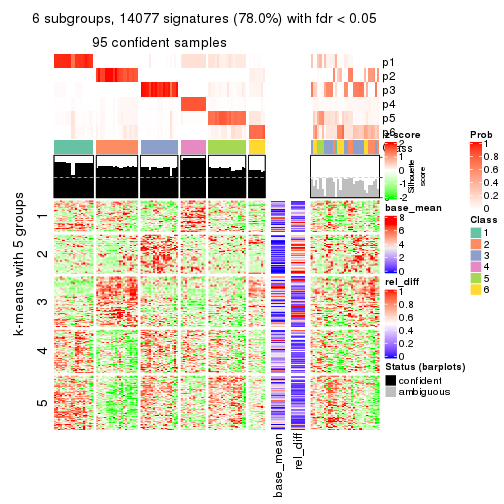 6 subgroups, 14077 signatures (78.0%) with fdr < 0.05
95 confident samples
p1
p2
p3
p4
p5
p6
Class
Silhouette
score
k-means with 5 groups
1
2
3
4
5
base_mean
rel_diff
z-score
2
1
0
-1
-2
base_mean
8
6
4
2
0
rel_diff
1
0.8
0.6
0.4
0.2
0
Status (barplots)
confident
ambiguous
Prob
1
0.8
0.6
0.4
0.2
0
Class
1
2
3
4
5
6